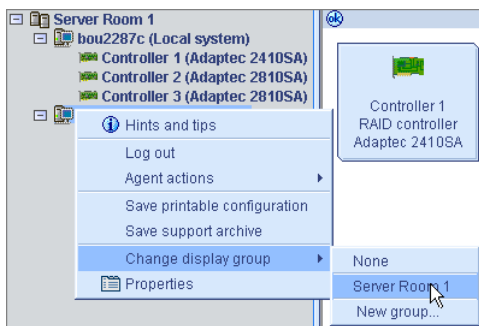 Server Room 1
bou2287c (Local system)
Controller 1 (Adaptec 2410SA)
Controller 2 (Adaptec 2810SA)
Controller 3 (Adaptec 2810SA)
Hints and tips
Log out
Agent actions
Save printable configuration
Save support archive
Change display group
Properties
None
Server Room 1
New group...
ok
Controller 1
RAID controller
Adaptec 2410SA